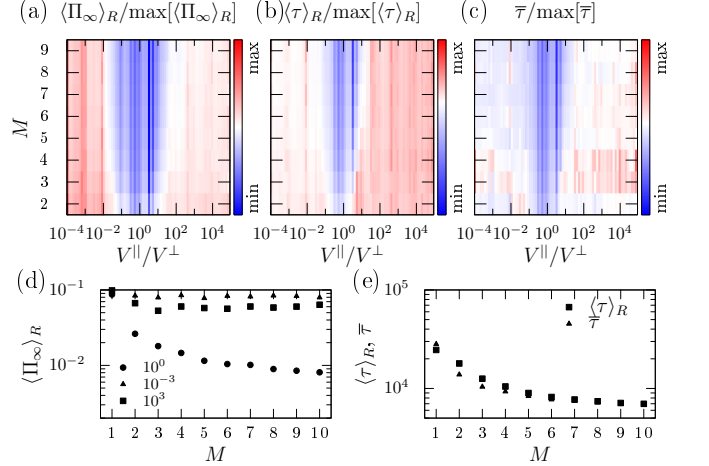 (a) ⟨Π∞⟩R/max[⟨Π∞⟩R]
(b) ⟨τ⟩R/max[⟨τ⟩R]
(c) τ̅/max[τ̅]
M
9
8
7
6
5
4
3
2
max
min
max
min
max
min
10⁻⁴ 10⁻² 10⁰ 10² 10⁴
10⁻⁴ 10⁻² 10⁰ 10² 10⁴
10⁻⁴ 10⁻² 10⁰ 10² 10⁴
V∥/V⊥
V∥/V⊥
V∥/V⊥
(d)
⟨Π∞⟩R
10⁻¹
10⁻²
10⁰
10⁻³
10³
1 2 3 4 5 6 7 8 9 10
M
(e)
⟨τ⟩R, τ̅
10⁵
10⁴
⟨τ⟩R
τ̅
1 2 3 4 5 6 7 8 9 10
M